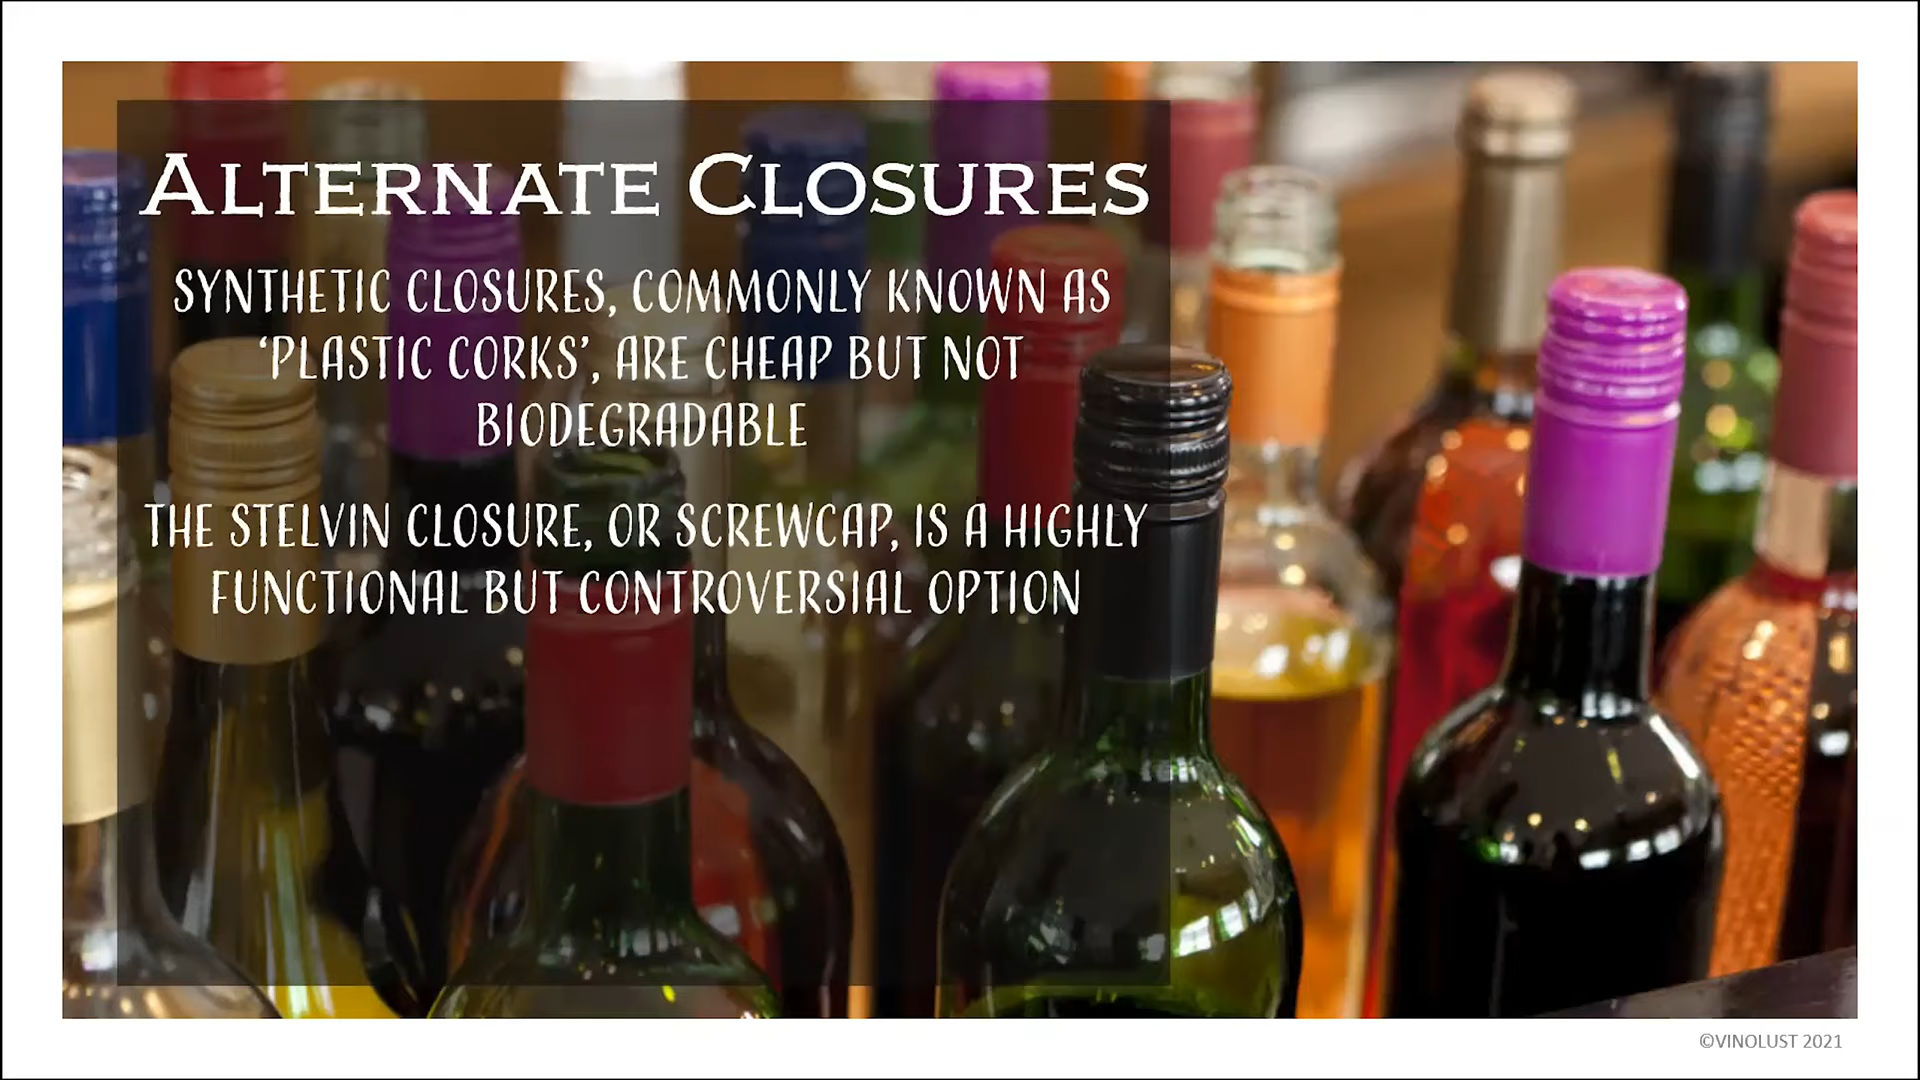 ALTERNATE CLOSURES
SYNTHETIC CLOSURES, COMMONLY KNOWN AS
‘PLASTIC CORKS’, ARE CHEAP BUT NOT
BIODEGRADABLE
THE STELVIN CLOSURE, OR SCREWCAP, IS A HIGHLY
FUNCTIONAL BUT CONTROVERSIAL OPTION
©VINOLUST 2021